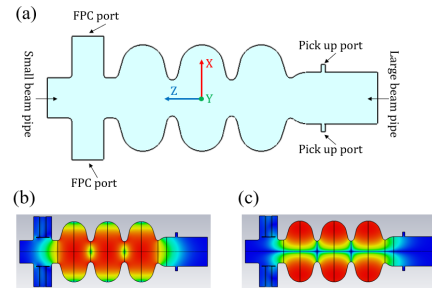 (a)
FPC port
Pick up port
Small beam pipe
X
Z
Y
Large beam pipe
FPC port
Pick up port
(b)
(c)